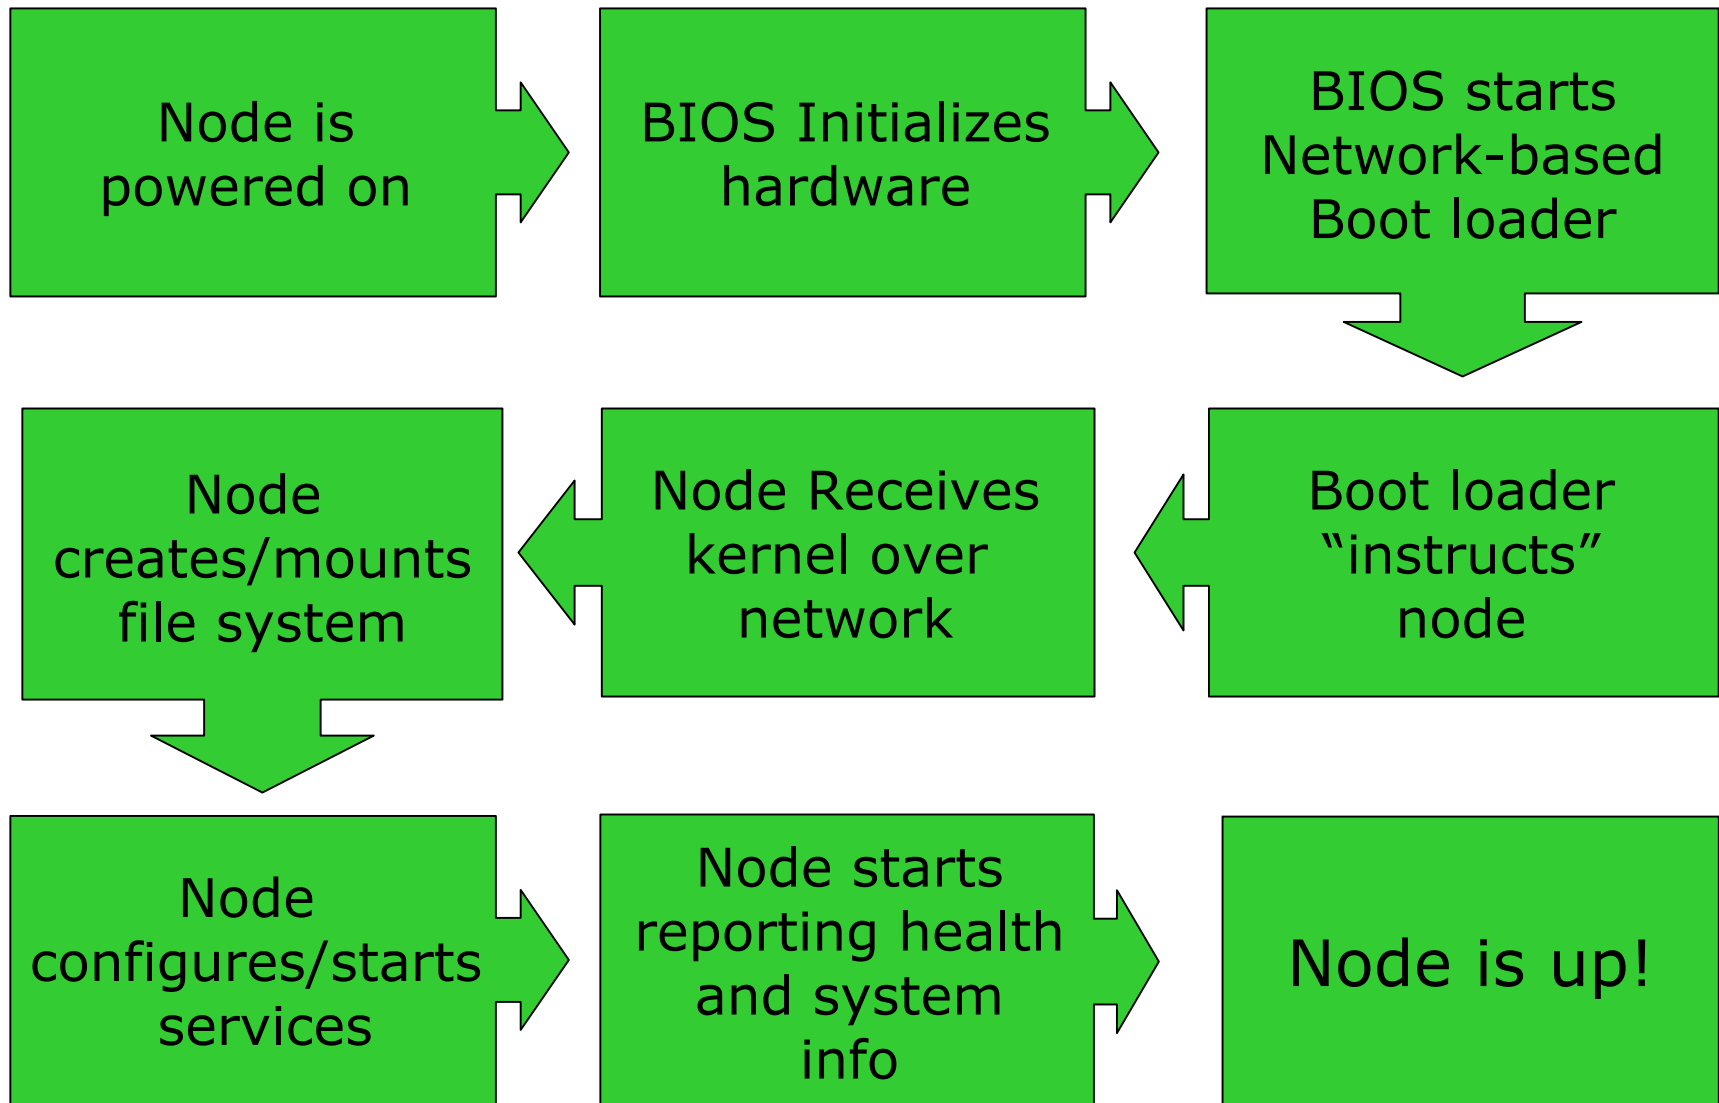 Node is
powered on
BIOS Initializes
hardware
BIOS starts
Network-based
Boot loader
Boot loader
“instructs”
node
Node Receives
kernel over
network
Node
creates/mounts
file system
Node
configures/starts
services
Node starts
reporting health
and system
info
Node is up!